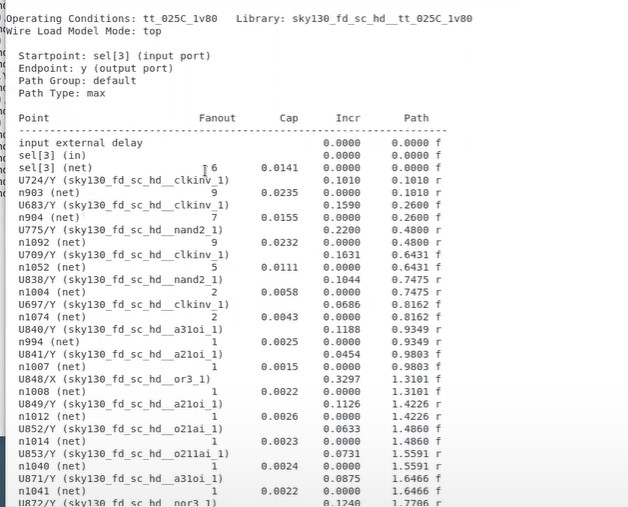 Operating Conditions: tt_025C_1v80   Library: sky130_fd_sc_hd__tt_025C_1v80
Wire Load Model Mode: top
Startpoint: sel[3] (input port)
Endpoint: y (output port)
Path Group: default
Path Type: max
Point Fanout Cap Incr Path
--------------------------------------------------------------------
input external delay 0.0000 0.0000 f
sel[3] (in) 0.0000 0.0000 f
sel[3] (net) 6 0.0141 0.0000 0.0000 f
U724/Y (sky130_fd_sc_hd__clkinv_1) 0.1010 0.1010 r
n903 (net) 9 0.0235 0.0000 0.1010 r
U683/Y (sky130_fd_sc_hd__clkinv_1) 0.1590 0.2600 f
n904 (net) 7 0.0155 0.0000 0.2600 f
U775/Y (sky130_fd_sc_hd__nand2_1) 0.2200 0.4800 r
n1092 (net) 9 0.0232 0.0000 0.4800 r
U709/Y (sky130_fd_sc_hd__clkinv_1) 0.1631 0.6431 f
n1052 (net) 5 0.0111 0.0000 0.6431 f
U838/Y (sky130_fd_sc_hd__nand2_1) 0.1044 0.7475 r
n1004 (net) 2 0.0058 0.0000 0.7475 r
U697/Y (sky130_fd_sc_hd__clkinv_1) 0.0686 0.8162 f
n1074 (net) 2 0.0043 0.0000 0.8162 f
U840/Y (sky130_fd_sc_hd__a31oi_1) 0.1188 0.9349 r
n994 (net) 1 0.0025 0.0000 0.9349 r
U841/Y (sky130_fd_sc_hd__a21oi_1) 0.0454 0.9803 f
n1007 (net) 1 0.0015 0.0000 0.9803 f
U848/X (sky130_fd_sc_hd__or3_1) 0.3297 1.3101 f
n1008 (net) 1 0.0022 0.0000 1.3101 f
U849/Y (sky130_fd_sc_hd__a21oi_1) 0.1126 1.4226 r
n1012 (net) 1 0.0026 0.0000 1.4226 r
U852/Y (sky130_fd_sc_hd__o21ai_1) 0.0633 1.4860 f
n1014 (net) 1 0.0023 0.0000 1.4860 f
U853/Y (sky130_fd_sc_hd__o211ai_1) 0.0731 1.5591 r
n1040 (net) 1 0.0024 0.0000 1.5591 r
U871/Y (sky130_fd_sc_hd__a31oi_1) 0.0875 1.6466 f
n1041 (net) 1 0.0022 0.0000 1.6466 f
U872/Y (sky130_fd_sc_hd__nor3_1) 0.1240 1.7706 r